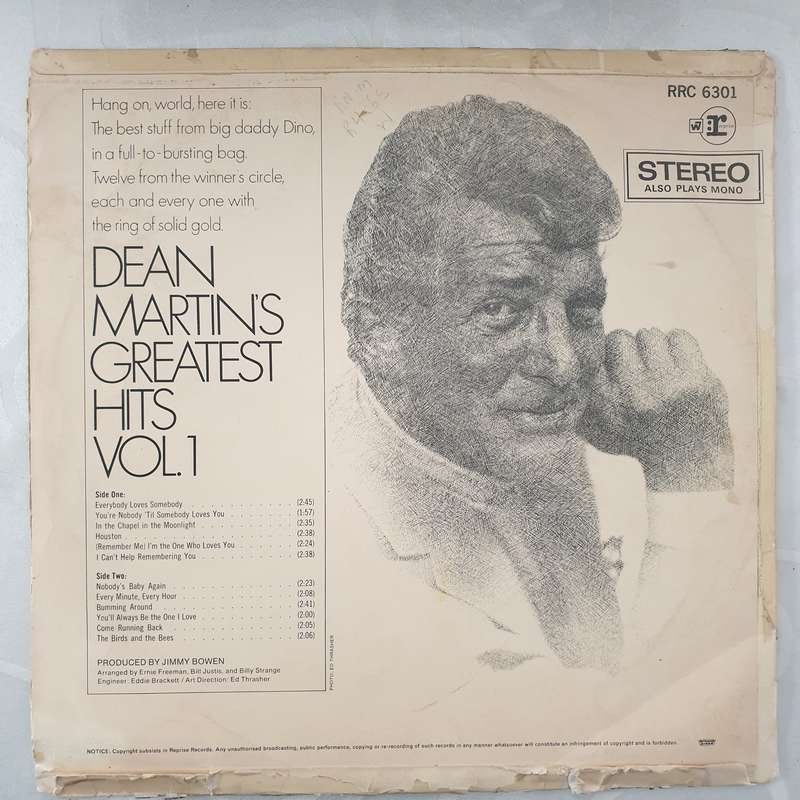 Hang on, world, here it is:
The best stuff from big daddy Dino,
in a full-to-bursting bag.
Twelve from the winner's circle,
each and every one with
the ring of solid gold.
DEAN
MARTIN'S
GREATEST
HITS
VOL.1
Side One:
Everybody Loves Somebody . . . . . . . . . . . (2:45)
You're Nobody 'Til Somebody Loves You . . . . . . (1:57)
In the Chapel in the Moonlight . . . . . . . . . (2:35)
Houston . . . . . . . . . . . . . . . . . (2:38)
(Remember Me) I'm the One Who Loves You . . . . . (2:24)
I Can't Help Remembering You . . . . . . . . . (2:38)
Side Two:
Nobody's Baby Again . . . . . . . . . . . . (2:23)
Every Minute, Every Hour . . . . . . . . . . . (2:08)
Bumming Around . . . . . . . . . . . . . . (2:41)
You'll Always Be the One I Love . . . . . . . . (2:00)
Come Running Back . . . . . . . . . . . . . (2:05)
The Birds and the Bees . . . . . . . . . . . (2:06)
PRODUCED BY JIMMY BOWEN
Arranged by Ernie Freeman, Bill Justis, and Billy Strange
Engineer: Eddie Brackett / Art Direction: Ed Thrasher
PHOTO: ED THRASHER
RRC 6301
W7 r: reprise
STEREO
ALSO PLAYS MONO
NOTICE: Copyright subsists in Reprise Records. Any unauthorised broadcasting, public performance, copying or re-recording of such records in any manner whatsoever will constitute an infringement of copyright and is forbidden.